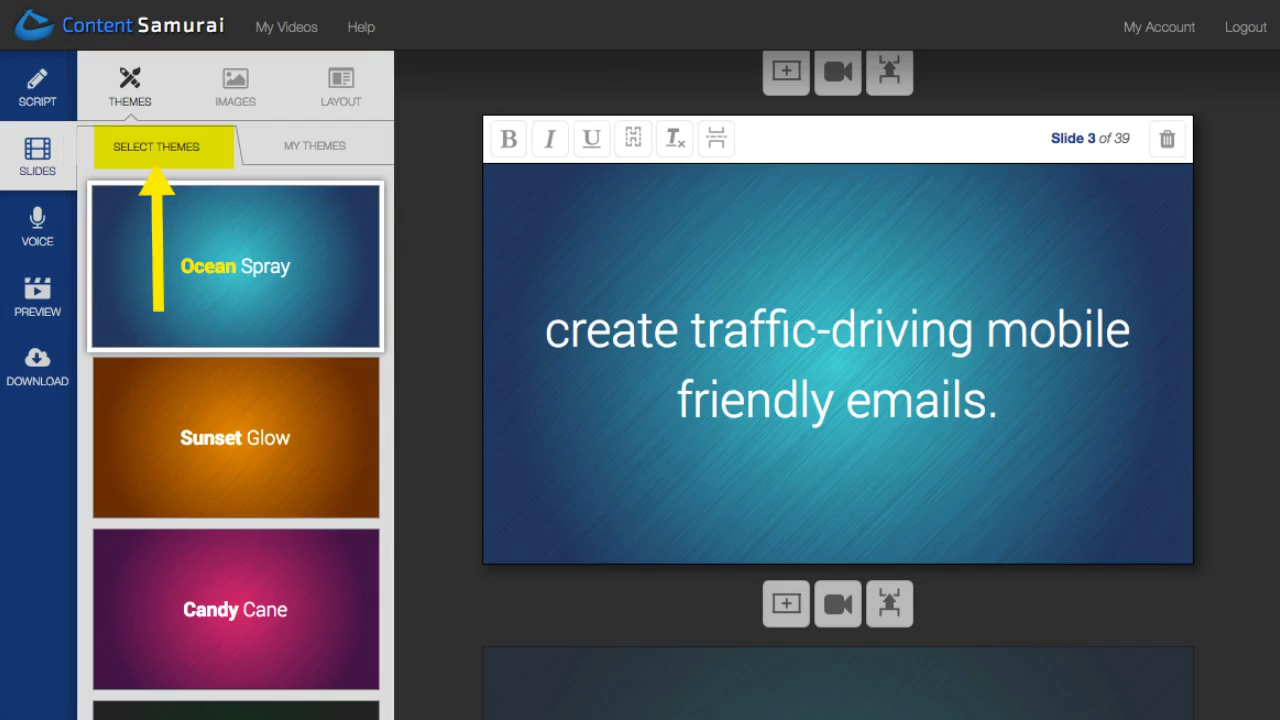 Content Samurai
My Videos
Help
My Account
Logout
SCRIPT
SLIDES
VOICE
PREVIEW
DOWNLOAD
THEMES
IMAGES
LAYOUT
SELECT THEMES
MY THEMES
Ocean Spray
Sunset Glow
Candy Cane
B
I
U
H
Tx
Slide 3 of 39
create traffic-driving mobile
friendly emails.